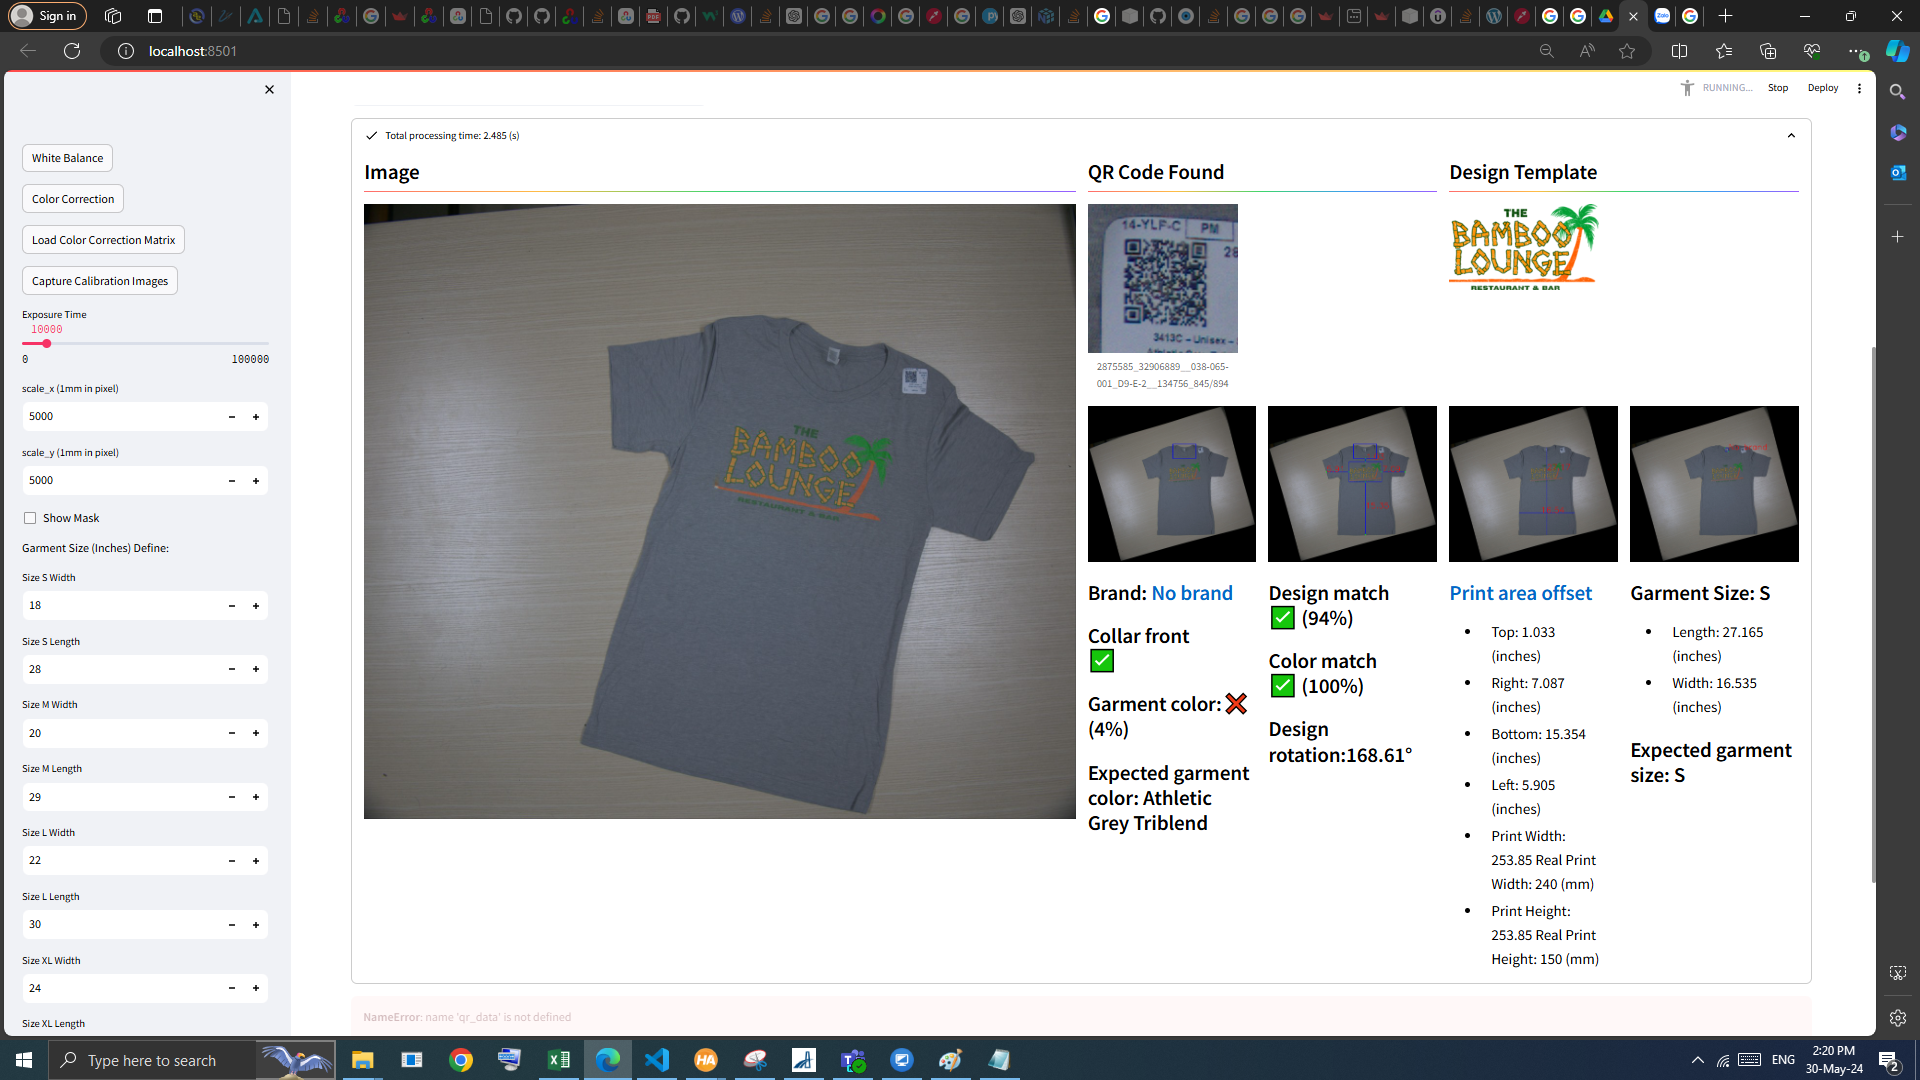 Sign in
localhost:8501
RUNNING...
Stop
Deploy
White Balance
Color Correction
Load Color Correction Matrix
Capture Calibration Images
Exposure Time
10000
0
100000
scale_x (1mm in pixel)
5000
scale_y (1mm in pixel)
5000
Show Mask
Garment Size (Inches) Define:
Size S Width
18
Size S Length
28
Size M Width
20
Size M Length
29
Size L Width
22
Size L Length
30
Size XL Width
24
Size XL Length
Total processing time: 2.485 (s)
Image
THE
BAMBOO
LOUNGE
RESTAURANT & BAR
QR Code Found
14-YLF-C
PM
28
3413C - Unisex -
2875585_32906889__038-065-
001_D9-E-2__134756_845/894
Design Template
THE
BAMBOO
LOUNGE
RESTAURANT & BAR
Brand: No brand
Collar front
Garment color: ❌
(4%)
Expected garment
color: Athletic
Grey Triblend
Design match
✅ (94%)
Color match
✅ (100%)
Design
rotation:168.61°
Print area offset
Top: 1.033
(inches)
Right: 7.087
(inches)
Bottom: 15.354
(inches)
Left: 5.905
(inches)
Print Width:
253.85 Real Print
Width: 240 (mm)
Print Height:
253.85 Real Print
Height: 150 (mm)
Garment Size: S
Length: 27.165
(inches)
Width: 16.535
(inches)
Expected garment
size: S
NameError: name 'qr_data' is not defined
Type here to search
ENG
2:20 PM
30-May-24
2